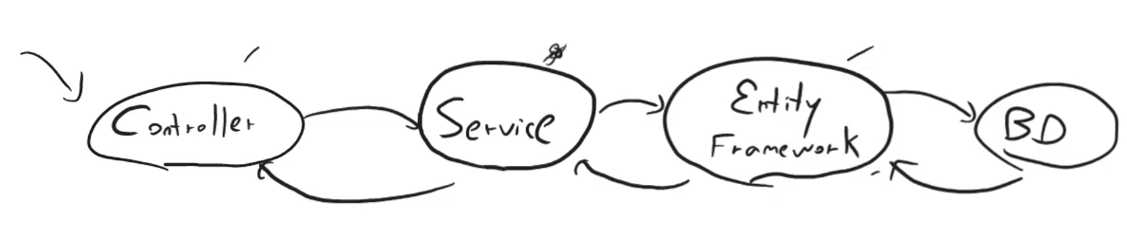 Controller
Service
Entity
Framework
BD